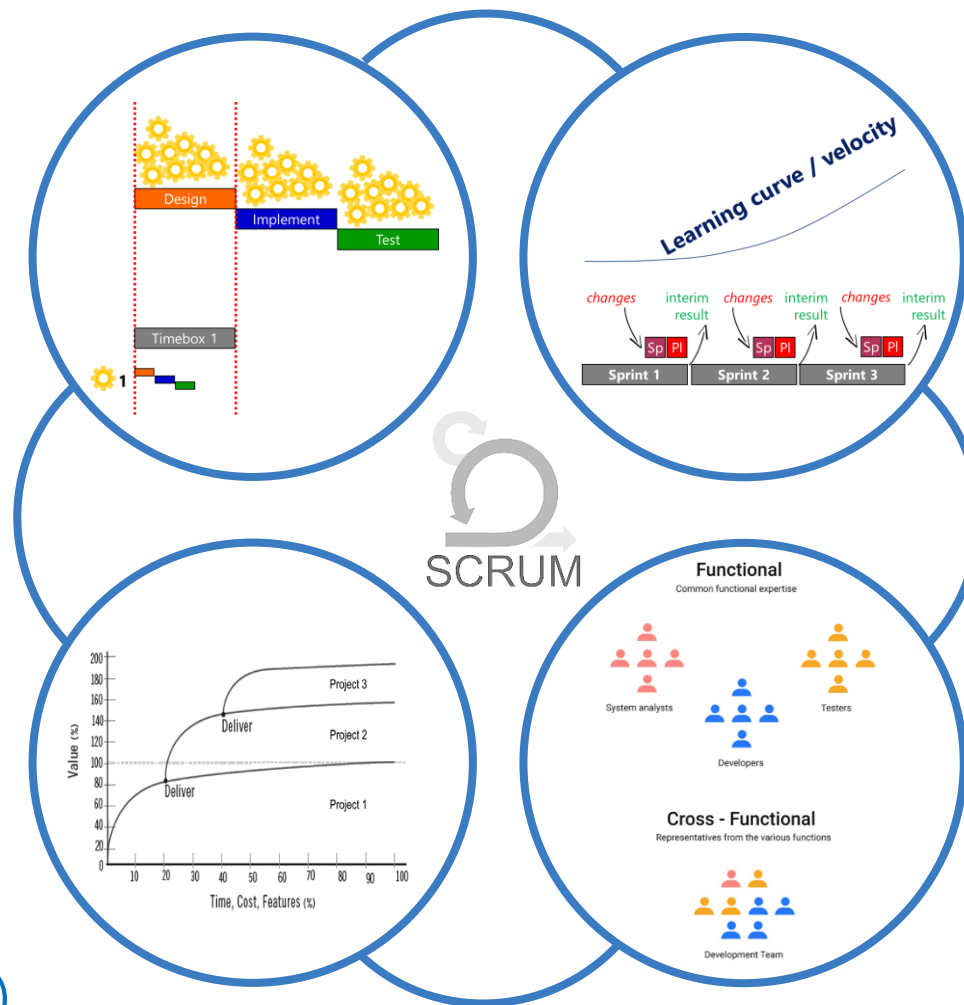 Design
Implement
Test
Timebox 1
1
Learning curve / velocity
changes
interim
result
changes
interim
result
changes
interim
result
Sp PI
Sp PI
Sp PI
Sprint 1
Sprint 2
Sprint 3
SCRUM
Value (%)
200
180
160
140
120
100
80
60
40
20
0
Project 3
Deliver
Project 2
Deliver
Project 1
10 20 30 40 50 60 70 80 90 100
Time, Cost, Features (%)
Functional
Common functional expertise
System analysts
Testers
Developers
Cross - Functional
Representatives from the various functions
Development Team